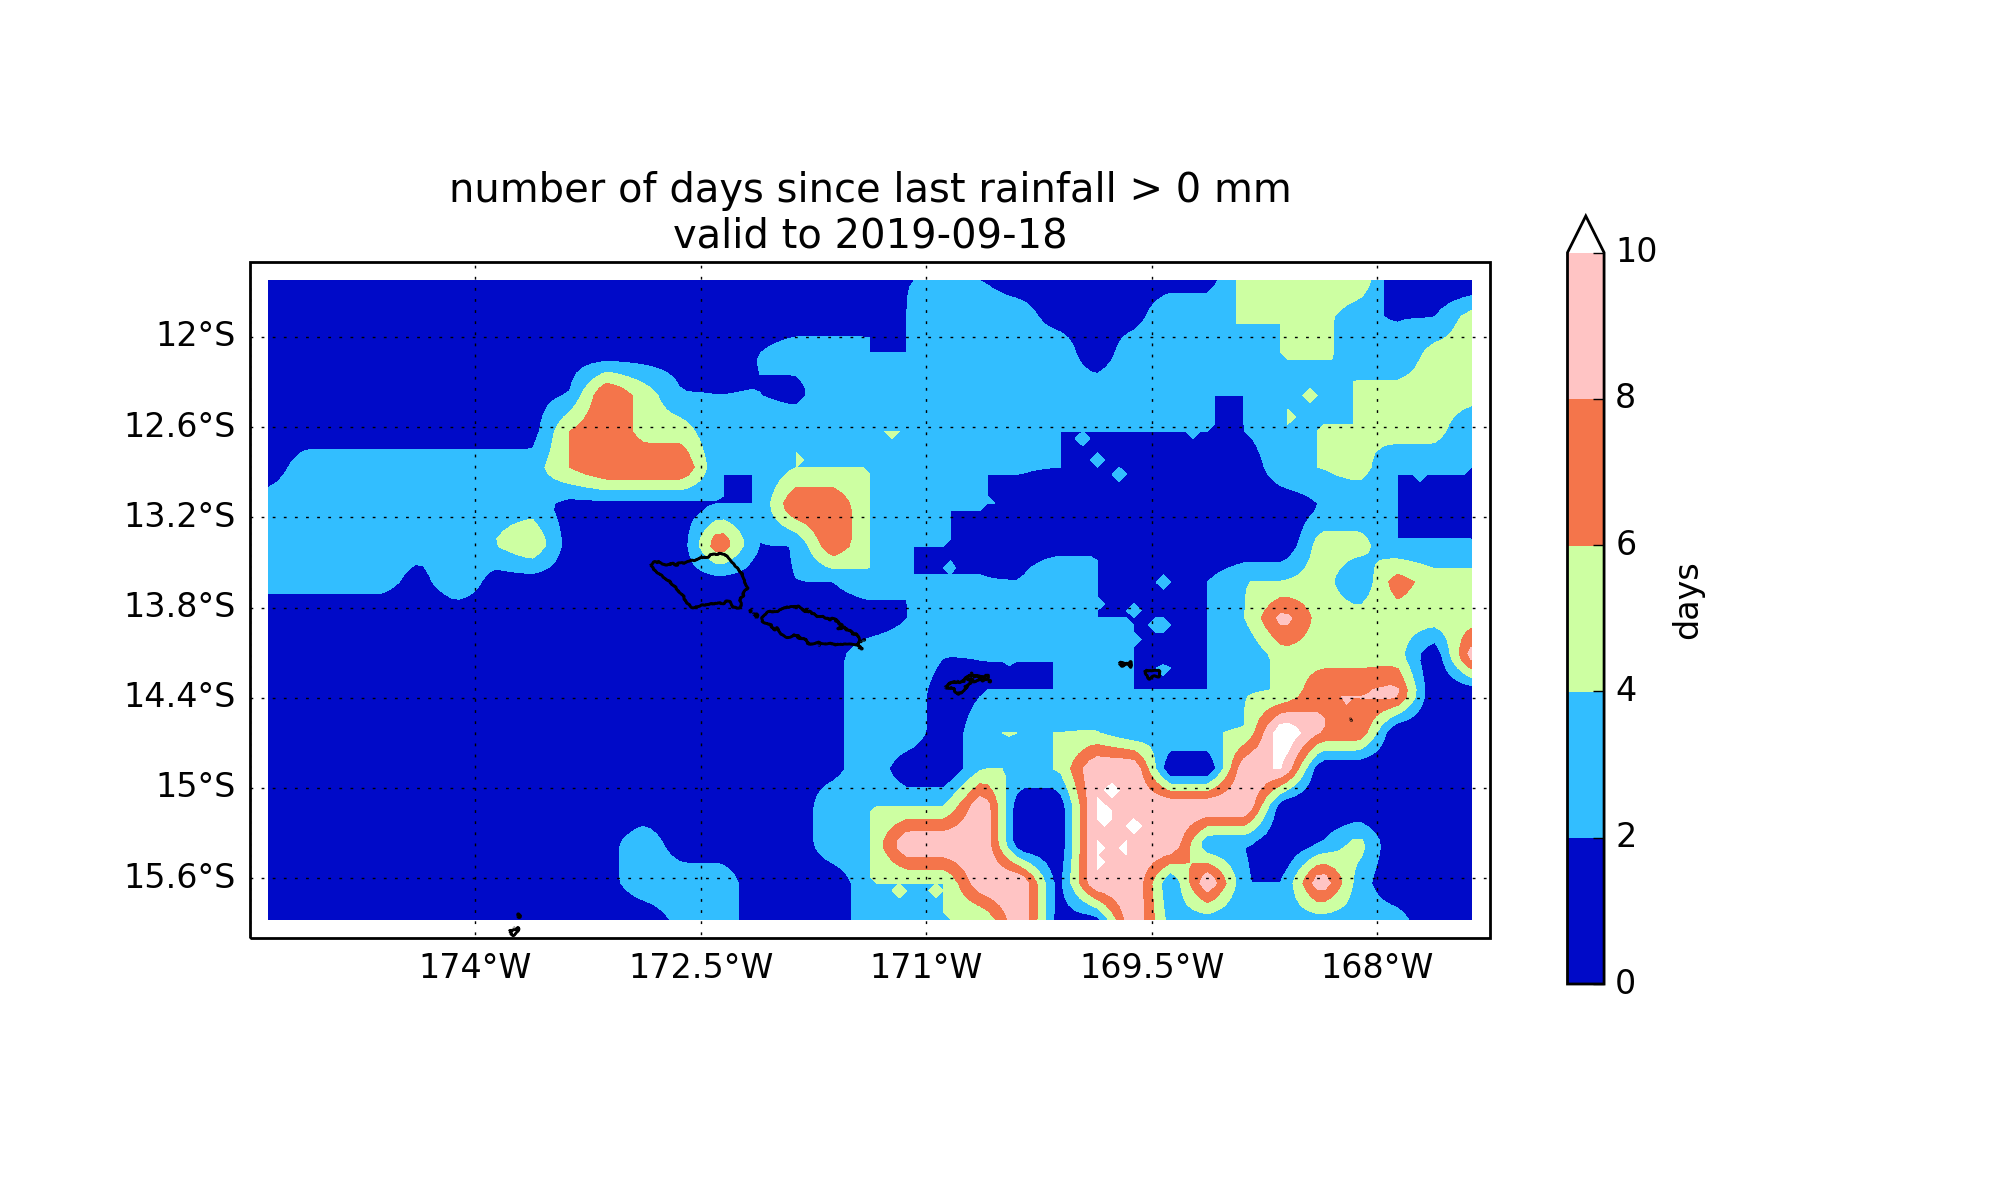 number of days since last rainfall > 0 mm
valid to 2019-09-18
12°S
12.6°S
13.2°S
13.8°S
14.4°S
15°S
15.6°S
174°W
172.5°W
171°W
169.5°W
168°W
10
8
6
4
2
0
days